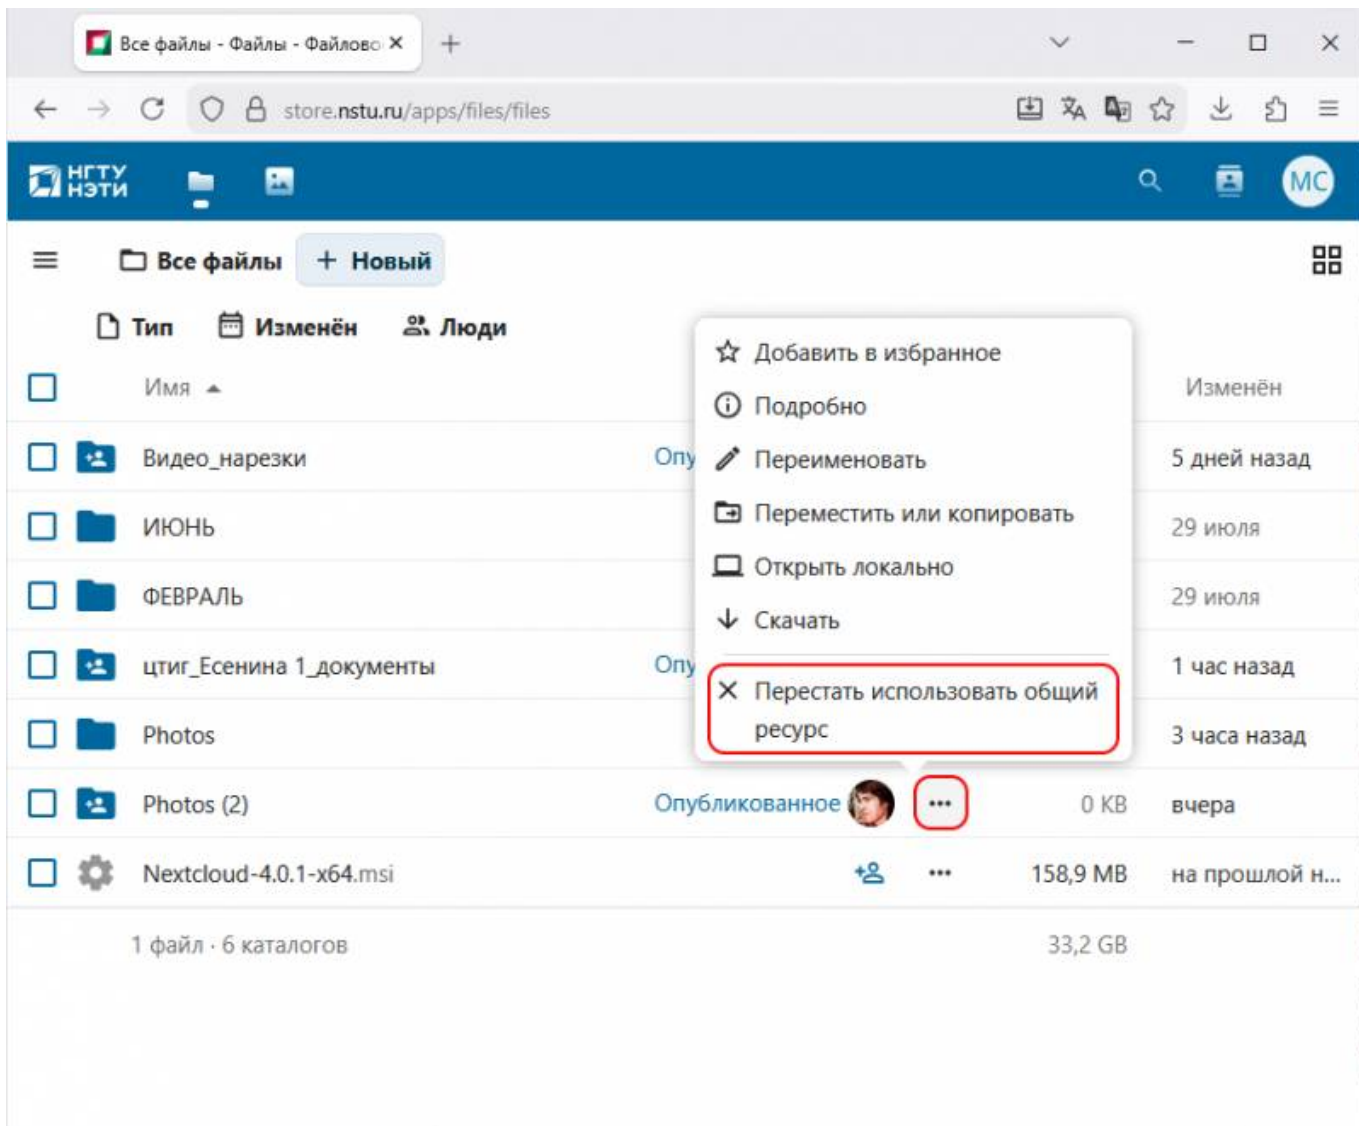 Все файлы - Файлы - Файлово
store.nstu.ru/apps/files/files
НГТУ
НЭТИ
МС
Все файлы
+ Новый
Тип
Изменён
Люди
Имя
Изменён
Добавить в избранное
Подробно
Переименовать
Переместить или копировать
Открыть локально
Скачать
Перестать использовать общий
ресурс
Видео_нарезки
Опу
5 дней назад
ИЮНЬ
29 июля
ФЕВРАЛЬ
29 июля
цтиг_Есенина 1_документы
Опу
1 час назад
Photos
3 часа назад
Photos (2)
Опубликованное
0 KB
вчера
Nextcloud-4.0.1-x64.msi
158,9 MB
на прошлой н...
1 файл · 6 каталогов
33,2 GB